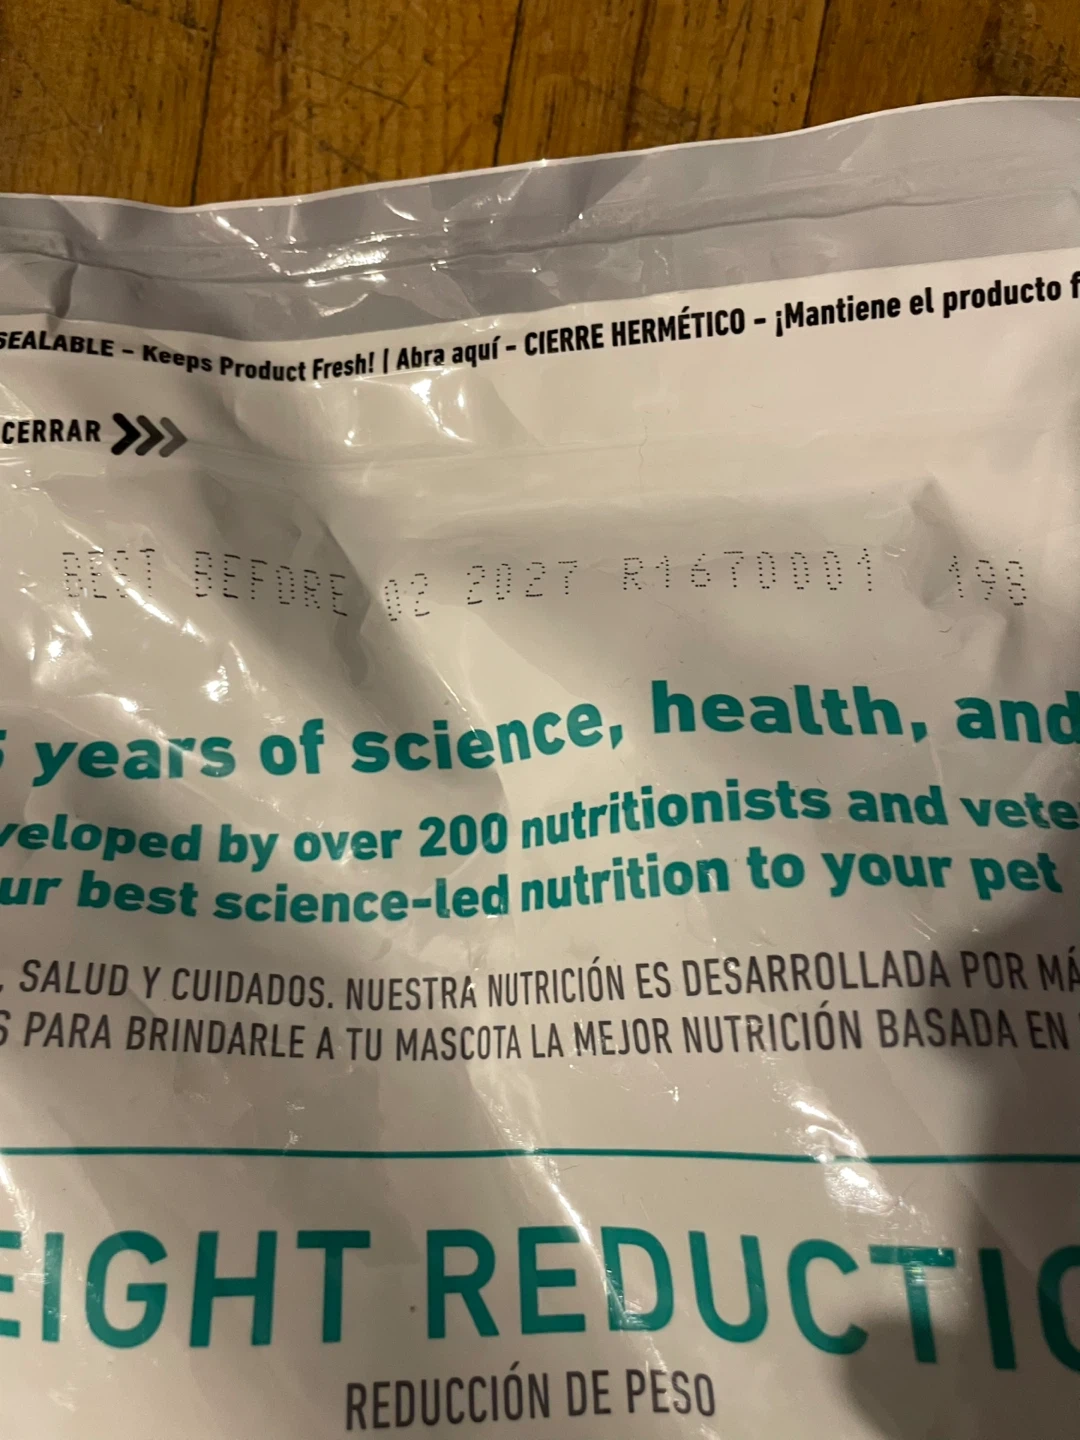 SEALABLE – Keeps Product Fresh! | Abra aquí – CIERRE HERMÉTICO – ¡Mantiene el producto f
CERRAR
BEST BEFORE 02 2027 R1670001 198
years of science, health, and
veloped by over 200 nutritionists and vete
ur best science-led nutrition to your pet
, SALUD Y CUIDADOS. NUESTRA NUTRICIÓN ES DESARROLLADA POR MÁ
S PARA BRINDARLE A TU MASCOTA LA MEJOR NUTRICIÓN BASADA EN
EIGHT REDUCTIO
REDUCCIÓN DE PESO